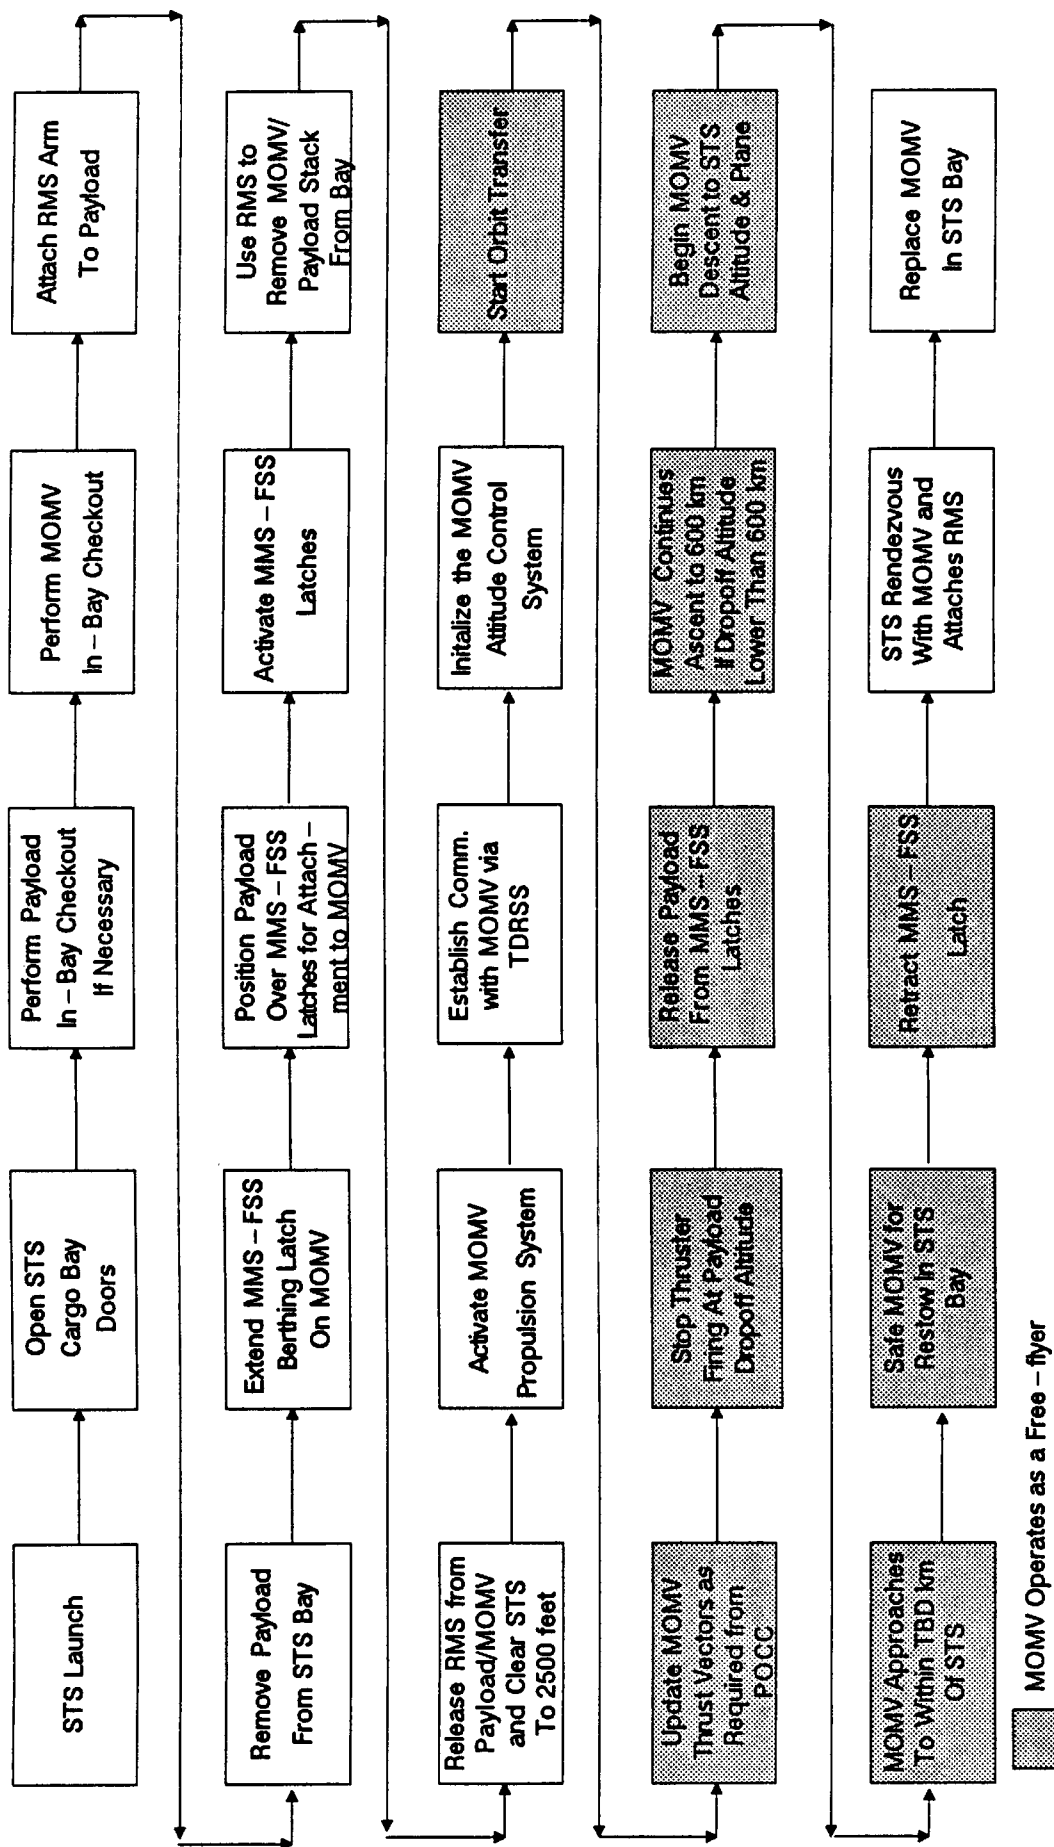 STS Launch
Open STS
Cargo Bay
Doors
Perform Payload
In – Bay Checkout
If Necessary
Perform MOMV
In – Bay Checkout
Attach RMS Arm
To Payload
Remove Payload
From STS Bay
Extend MMS – FSS
Berthing Latch
On MOMV
Position Payload
Over MMS – FSS
Latches for Attach –
ment to MOMV
Activate MMS – FSS
Latches
Use RMS to
Remove MOMV/
Payload Stack
From Bay
Release RMS from
Payload/MOMV
and Clear STS
To 2500 feet
Activate MOMV
Propulsion System
Establish Comm.
with MOMV via
TDRSS
Initalize the MOMV
Attitude Control
System
Start Orbit Transfer
Update MOMV
Thrust Vectors as
Required from
POCC
Stop Thruster
Firing At Payload
Dropoff Altitude
Release Payload
From MMS – FSS
Latches
MOMV Continues
Ascent to 600 km
If Dropoff Altitude
Lower Than 600 km
Begin MOMV
Descent to STS
Altitude & Plane
MOMV Approaches
To Within TBD km
Of STS
Safe MOMV for
Restow In STS
Bay
Retract MMS – FSS
Latch
STS Rendezvous
With MOMV and
Attaches RMS
Replace MOMV
In STS Bay
MOMV Operates as a Free – flyer